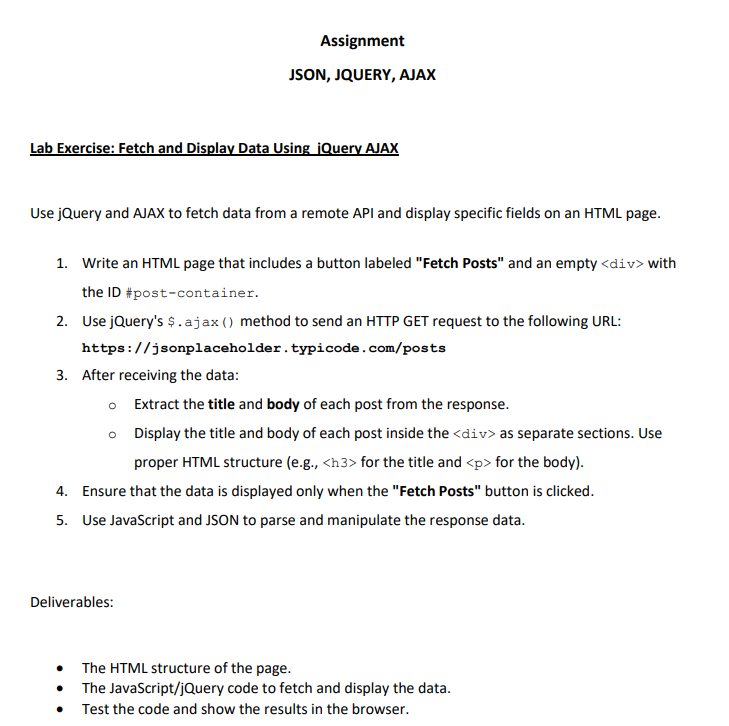 Assignment
JSON, JQUERY, AJAX
Lab Exercise: Fetch and Display Data Using jQuery AJAX
Use jQuery and AJAX to fetch data from a remote API and display specific fields on an HTML page.
1. Write an HTML page that includes a button labeled "Fetch Posts" and an empty <div> with
the ID #post-container.
2. Use jQuery's $.ajax() method to send an HTTP GET request to the following URL:
https://jsonplaceholder.typicode.com/posts
3. After receiving the data:
o Extract the title and body of each post from the response.
o Display the title and body of each post inside the <div> as separate sections. Use
proper HTML structure (e.g., <h3> for the title and <p> for the body).
4. Ensure that the data is displayed only when the "Fetch Posts" button is clicked.
5. Use JavaScript and JSON to parse and manipulate the response data.
Deliverables:
• The HTML structure of the page.
• The JavaScript/jQuery code to fetch and display the data.
• Test the code and show the results in the browser.